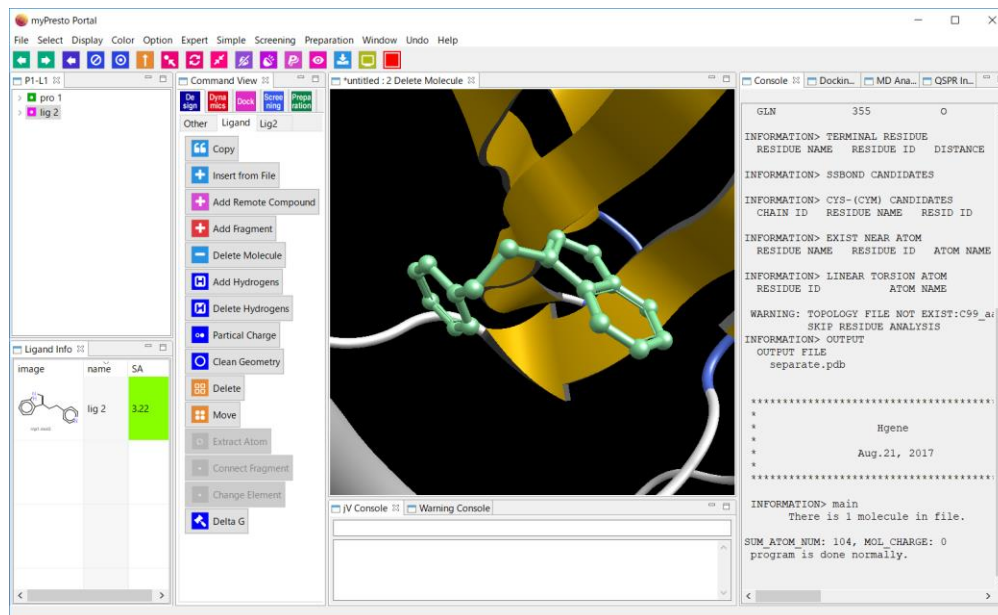 myPresto Portal
File Select Display Color Option Expert Simple Screening Preparation Window Undo Help
P1-L1
pro 1
lig 2
Ligand Info
image name SA
lig 2 3.22
Command View
De sign
Dyna mics
Dock
Scree ning
Prepa ration
Other Ligand Lig2
Copy
Insert from File
Add Remote Compound
Add Fragment
Delete Molecule
Add Hydrogens
Delete Hydrogens
Partical Charge
Clean Geometry
Delete
Move
Extract Atom
Connect Fragment
Change Element
Delta G
*untitled : 2 Delete Molecule
jV Console Warning Console
Console Dockin... MD Ana... QSPR In...
GLN 355 O
INFORMATION> TERMINAL RESIDUE
RESIDUE NAME RESIDUE ID DISTANCE
INFORMATION> SSBOND CANDIDATES
INFORMATION> CYS-(CYM) CANDIDATES
CHAIN ID RESIDUE NAME RESID ID
INFORMATION> EXIST NEAR ATOM
RESIDUE NAME RESIDUE ID ATOM NAME
INFORMATION> LINEAR TORSION ATOM
RESIDUE ID ATOM NAME
WARNING: TOPOLOGY FILE NOT EXIST:C99_a
SKIP RESIDUE ANALYSIS
INFORMATION> OUTPUT
OUTPUT FILE
separate.pdb
****************************************
*
* Hgene
*
* Aug.21, 2017
*
****************************************
INFORMATION> main
There is 1 molecule in file.
SUM_ATOM_NUM: 104, MOL_CHARGE: 0
program is done normally.